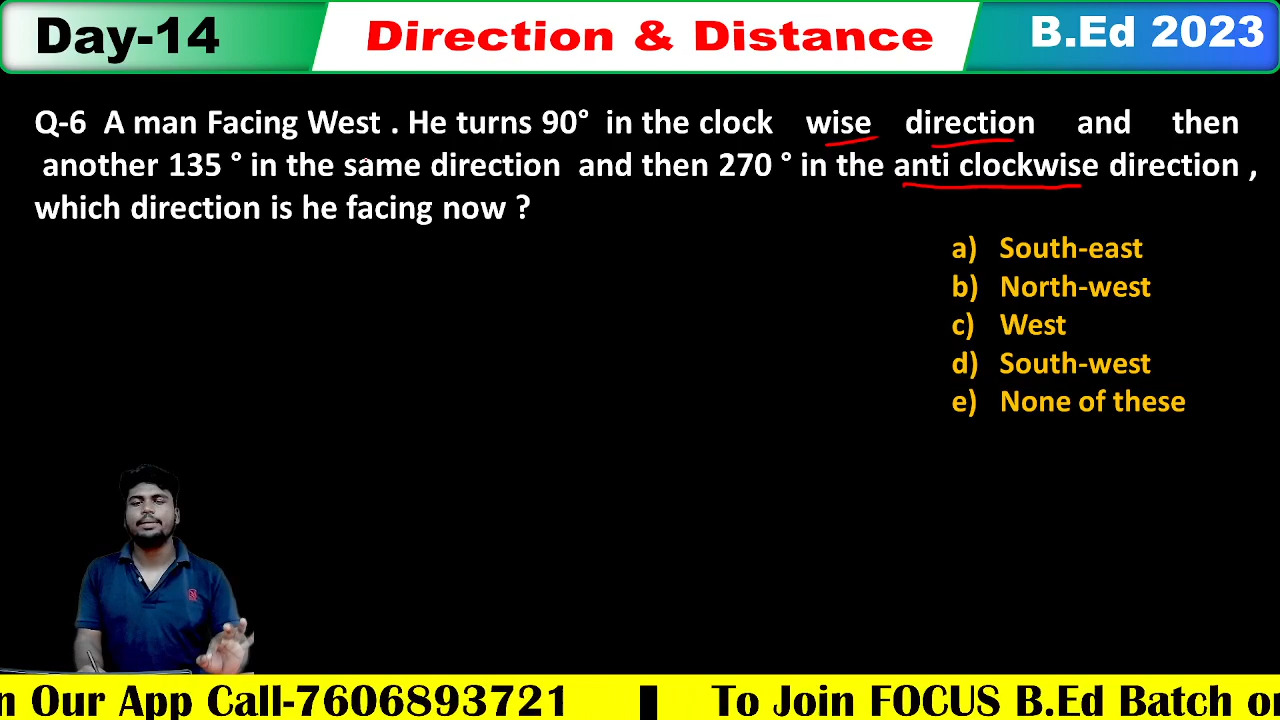 Day-14
Direction & Distance
B.Ed 2023
Q-6 A man Facing West . He turns 90° in the clock wise direction and then
another 135 ° in the same direction and then 270 ° in the anti clockwise direction ,
which direction is he facing now ?
a) South-east
b) North-west
c) West
d) South-west
e) None of these
n Our App Call-7606893721 To Join FOCUS B.Ed Batch o